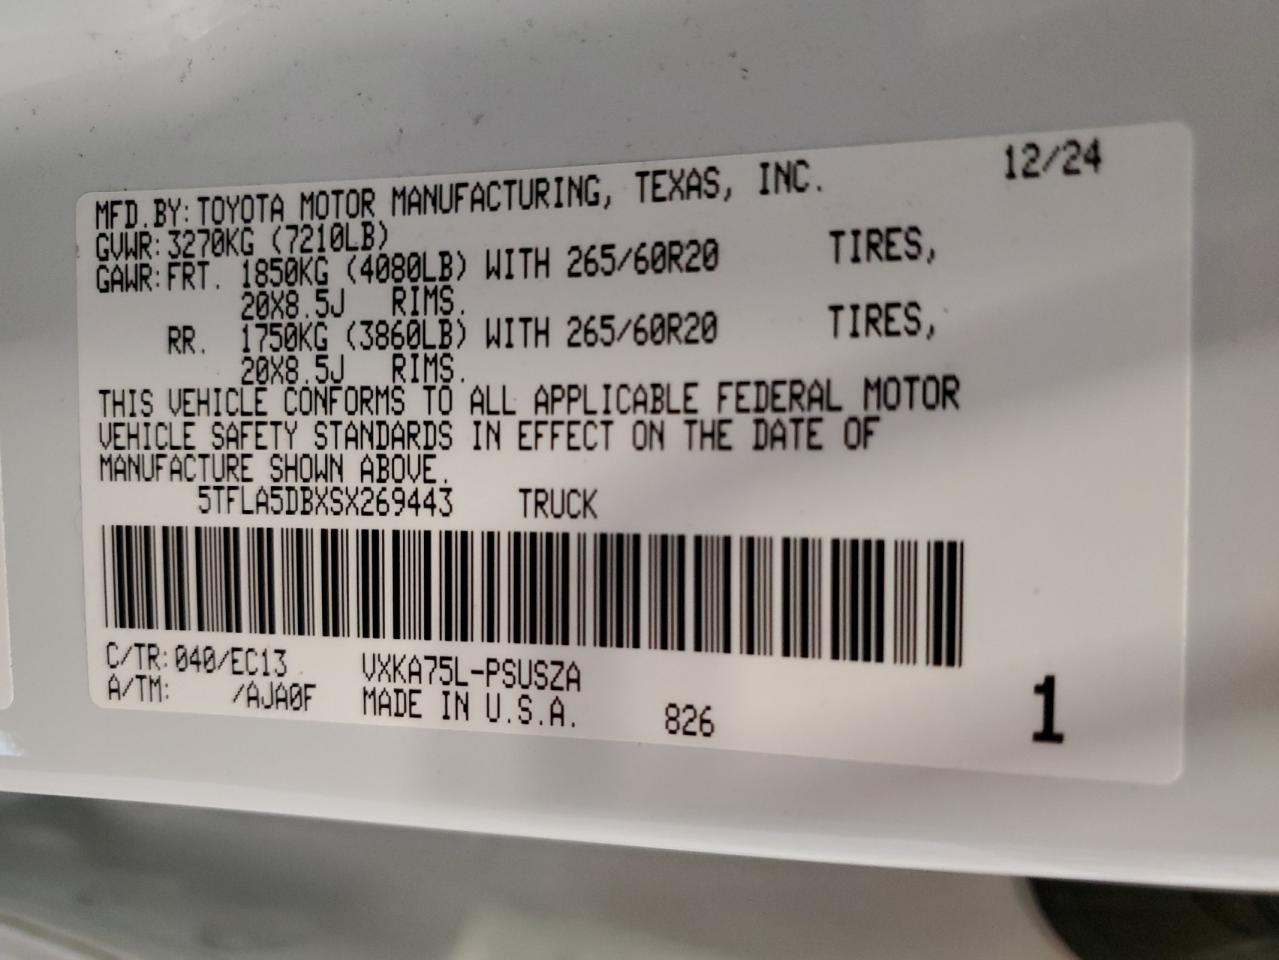 12/24
MFD.BY:TOYOTA MOTOR MANUFACTURING, TEXAS, INC.
GVWR:3270KG (7210LB)
GAWR:FRT. 1850KG (4080LB) WITH 265/60R20 TIRES,
20X8.5J RIMS.
RR. 1750KG (3860LB) WITH 265/60R20 TIRES,
20X8.5J RIMS.
THIS VEHICLE CONFORMS TO ALL APPLICABLE FEDERAL MOTOR
VEHICLE SAFETY STANDARDS IN EFFECT ON THE DATE OF
MANUFACTURE SHOWN ABOVE.
5TFLA5DBXSX269443 TRUCK
C/TR:040/EC13 VXKA75L-PSUSZA
A/TM: /AJA0F MADE IN U.S.A. 826 1